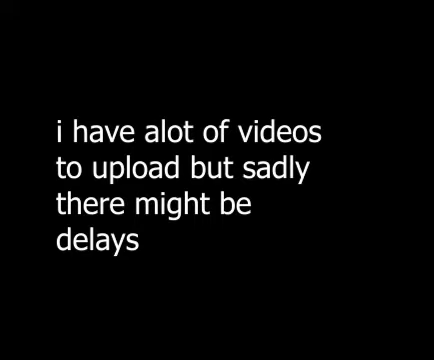 i have alot of videos
to upload but sadly
there might be
delays